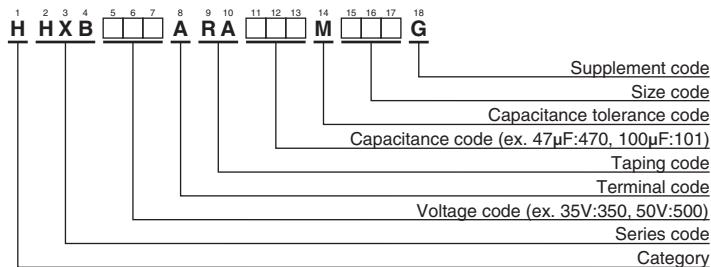 1 2 3 4 5 6 7 8 9 10 11 12 13 14 15 16 17 18
H HXB A RA M G
Supplement code
Size code
Capacitance tolerance code
Capacitance code (ex. 47μF:470, 100μF:101)
Taping code
Terminal code
Voltage code (ex. 35V:350, 50V:500)
Series code
Category